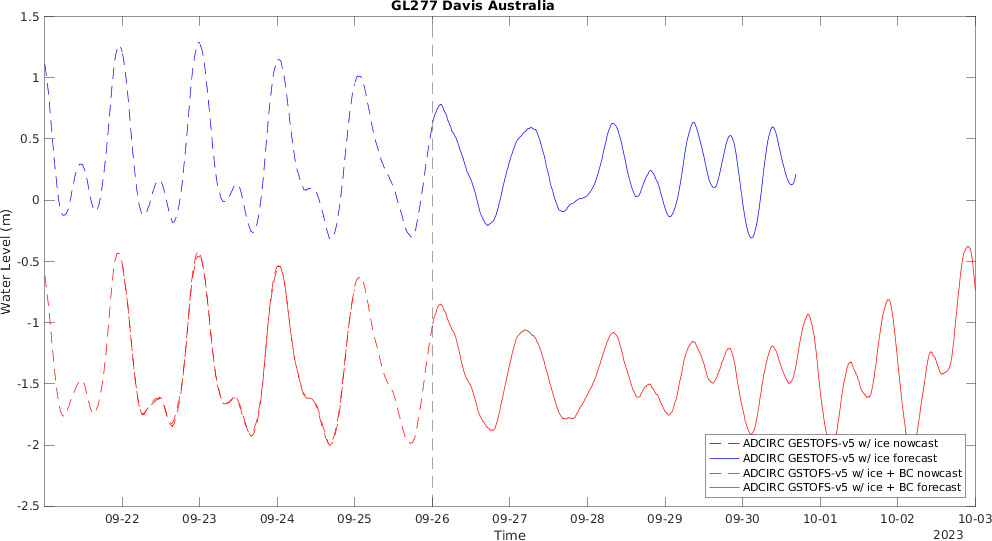 GL277 Davis Australia
1.5
1
0.5
0
-0.5
-1
-1.5
-2
-2.5
Water Level (m)
ADCIRC GESTOFS-v5 w/ ice nowcast
ADCIRC GESTOFS-v5 w/ ice forecast
ADCIRC GSTOFS-v5 w/ ice + BC nowcast
ADCIRC GSTOFS-v5 w/ ice + BC forecast
09-22 09-23 09-24 09-25 09-26 09-27 09-28 09-29 09-30 10-01 10-02 10-03
Time
2023